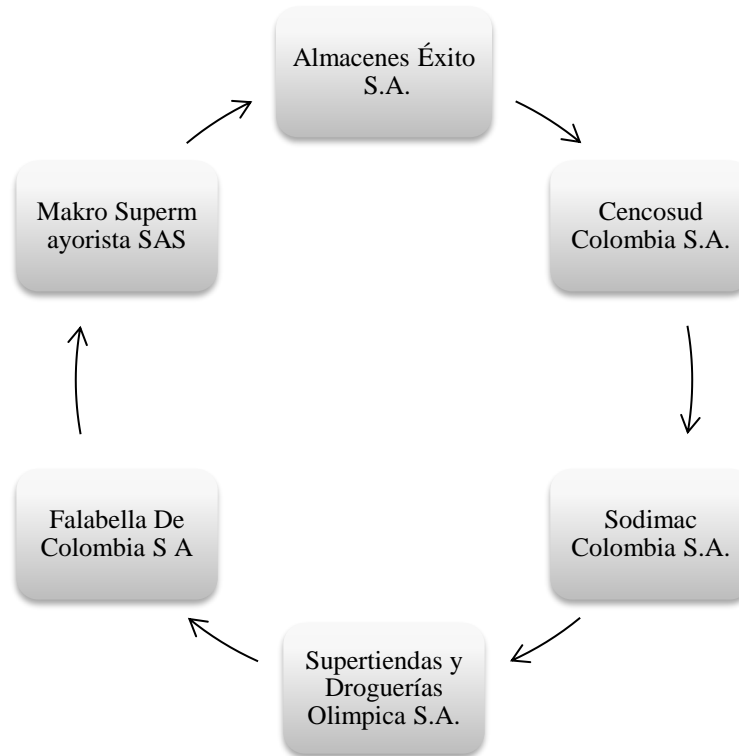 Almacenes Éxito
S.A.
Cencosud
Colombia S.A.
Sodimac
Colombia S.A.
Supertiendas y
Droguerías
Olimpica S.A.
Falabella De
Colombia S A
Makro Superm
ayorista SAS